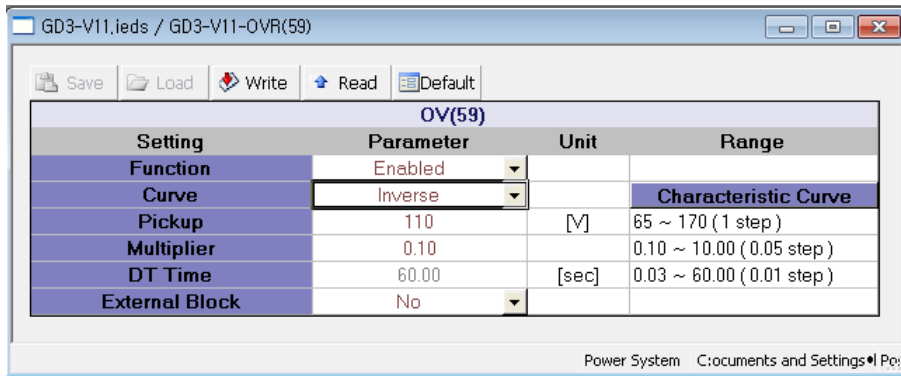 GD3-V11,ieds / GD3-V11-OVR(59)
Save Load Write Read Default
OV(59)
Setting Parameter Unit Range
Function Enabled
Curve Inverse Characteristic Curve
Pickup 110 [V] 65 ~ 170 ( 1 step )
Multiplier 0.10 0.10 ~ 10.00 ( 0.05 step )
DT Time 60.00 [sec] 0.03 ~ 60.00 ( 0.01 step )
External Block No
Power System C:ocuments and Settings